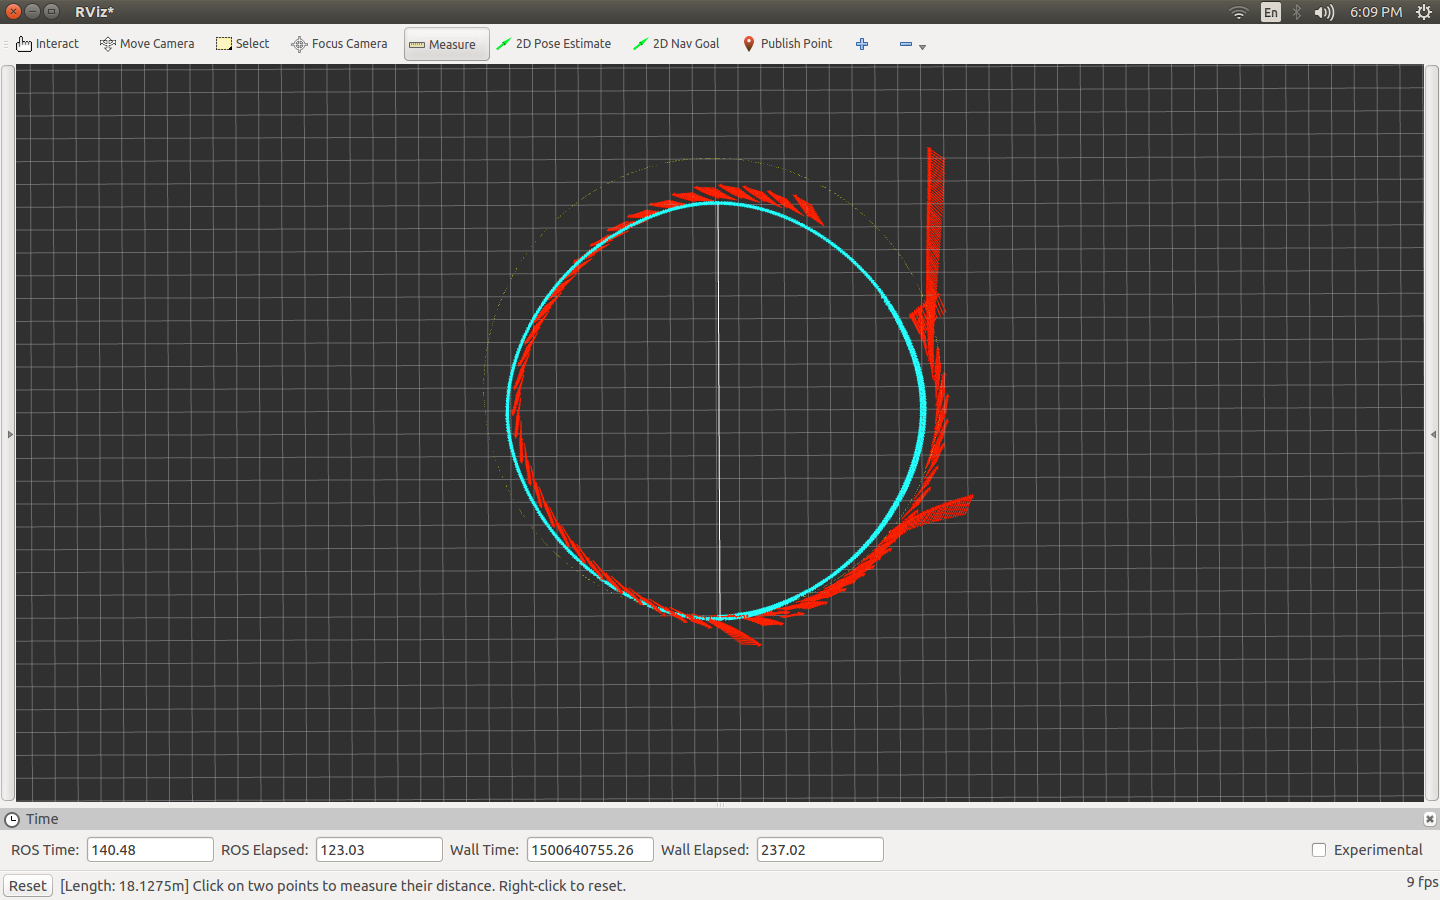 RViz*
En
6:09 PM
Interact Move Camera Select Focus Camera Measure 2D Pose Estimate 2D Nav Goal Publish Point
Time
ROS Time: 140.48 ROS Elapsed: 123.03 Wall Time: 1500640755.26 Wall Elapsed: 237.02 Experimental
Reset [Length: 18.1275m] Click on two points to measure their distance. Right-click to reset. 9 fps